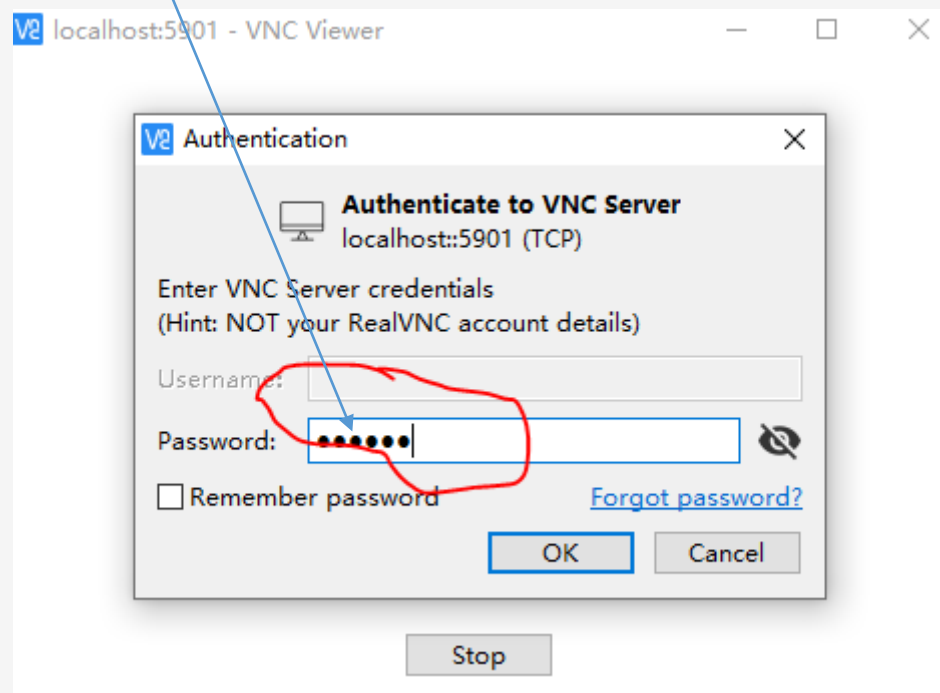 localhost:5901 - VNC Viewer
Authentication
Authenticate to VNC Server
localhost::5901 (TCP)
Enter VNC Server credentials
(Hint: NOT your RealVNC account details)
Username:
Password: ●●●●●●
Remember password Forgot password?
OK Cancel
Stop